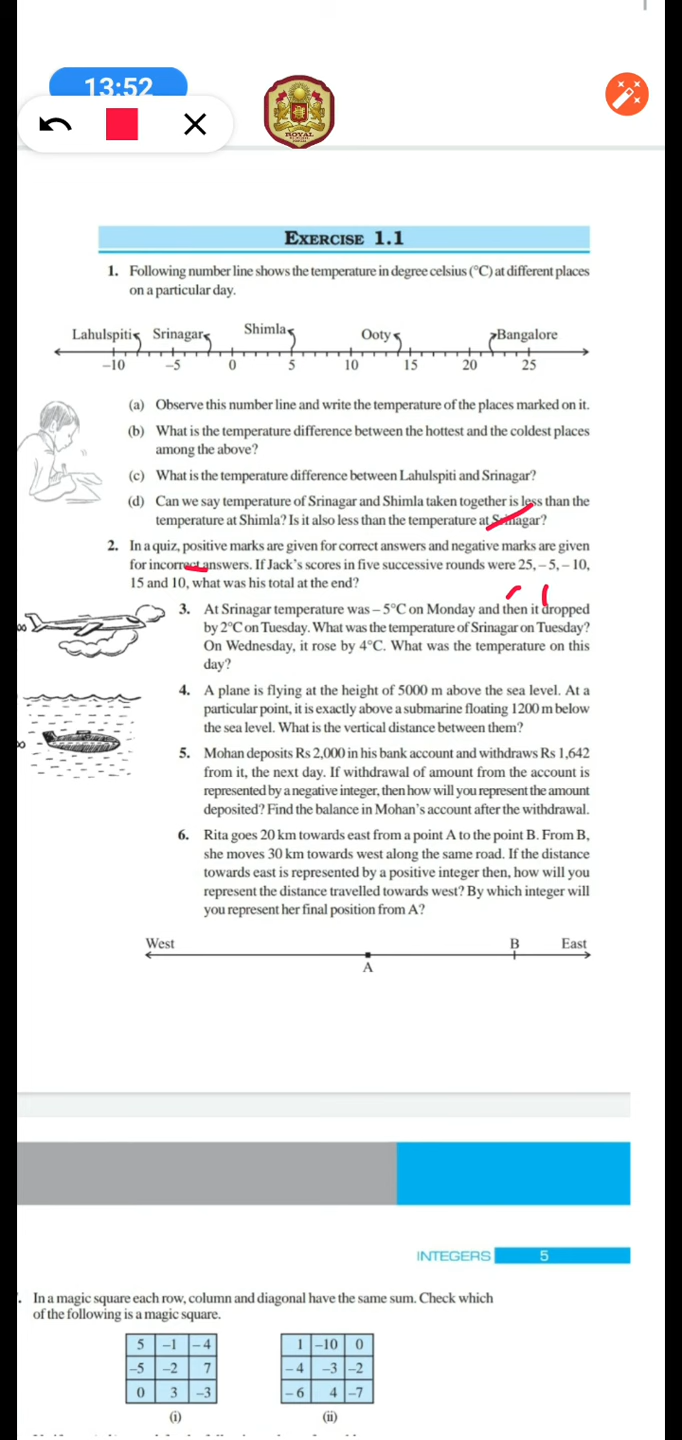 13:52
ROYAL
EXERCISE 1.1
1. Following number line shows the temperature in degree celsius (°C) at different places
on a particular day.
Lahulspiti Srinagar Shimla Ooty Bangalore
–10 –5 0 5 10 15 20 25
(a) Observe this number line and write the temperature of the places marked on it.
(b) What is the temperature difference between the hottest and the coldest places
among the above?
(c) What is the temperature difference between Lahulspiti and Srinagar?
(d) Can we say temperature of Srinagar and Shimla taken together is less than the
temperature at Shimla? Is it also less than the temperature at Srinagar?
2. In a quiz, positive marks are given for correct answers and negative marks are given
for incorrect answers. If Jack's scores in five successive rounds were 25, – 5, – 10,
15 and 10, what was his total at the end?
3. At Srinagar temperature was – 5°C on Monday and then it dropped
by 2°C on Tuesday. What was the temperature of Srinagar on Tuesday?
On Wednesday, it rose by 4°C. What was the temperature on this
day?
4. A plane is flying at the height of 5000 m above the sea level. At a
particular point, it is exactly above a submarine floating 1200 m below
the sea level. What is the vertical distance between them?
5. Mohan deposits Rs 2,000 in his bank account and withdraws Rs 1,642
from it, the next day. If withdrawal of amount from the account is
represented by a negative integer, then how will you represent the amount
deposited? Find the balance in Mohan's account after the withdrawal.
6. Rita goes 20 km towards east from a point A to the point B. From B,
she moves 30 km towards west along the same road. If the distance
towards east is represented by a positive integer then, how will you
represent the distance travelled towards west? By which integer will
you represent her final position from A?
West B East
A
INTEGERS 5
. In a magic square each row, column and diagonal have the same sum. Check which
of the following is a magic square.
5 –1 – 4 1 –10 0
–5 –2 7 – 4 –3 –2
0 3 –3 – 6 4 –7
(i) (ii)